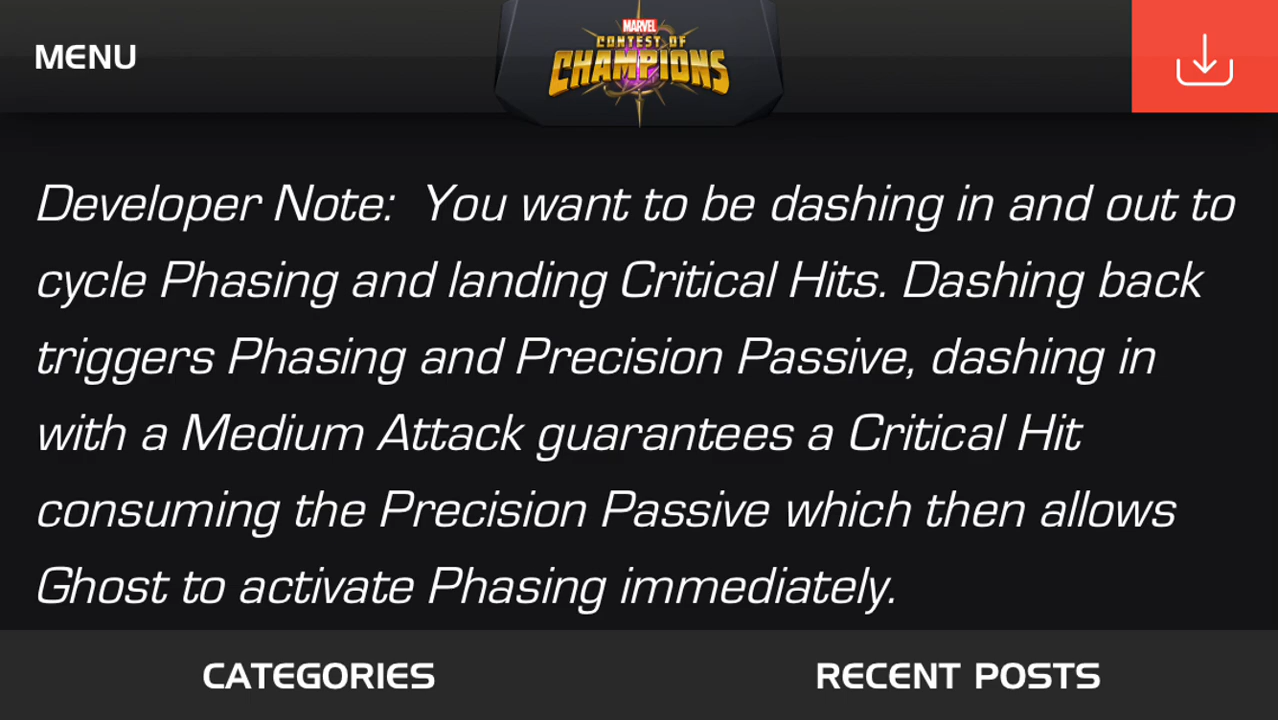 MENU
MARVEL
CONTEST OF
CHAMPIONS
Developer Note: You want to be dashing in and out to
cycle Phasing and landing Critical Hits. Dashing back
triggers Phasing and Precision Passive, dashing in
with a Medium Attack guarantees a Critical Hit
consuming the Precision Passive which then allows
Ghost to activate Phasing immediately.
CATEGORIES
RECENT POSTS